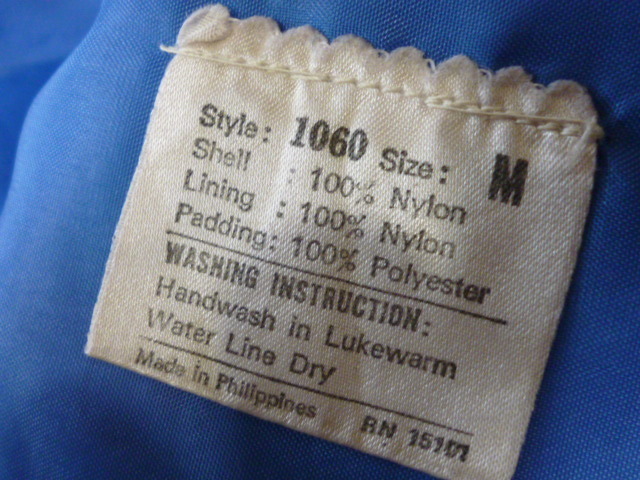 Style: 1060 Size: M
Shell : 100% Nylon
Lining : 100% Nylon
Padding: 100% Polyester
WASHING INSTRUCTION:
Handwash in Lukewarm
Water Line Dry
Made in Philippines RN